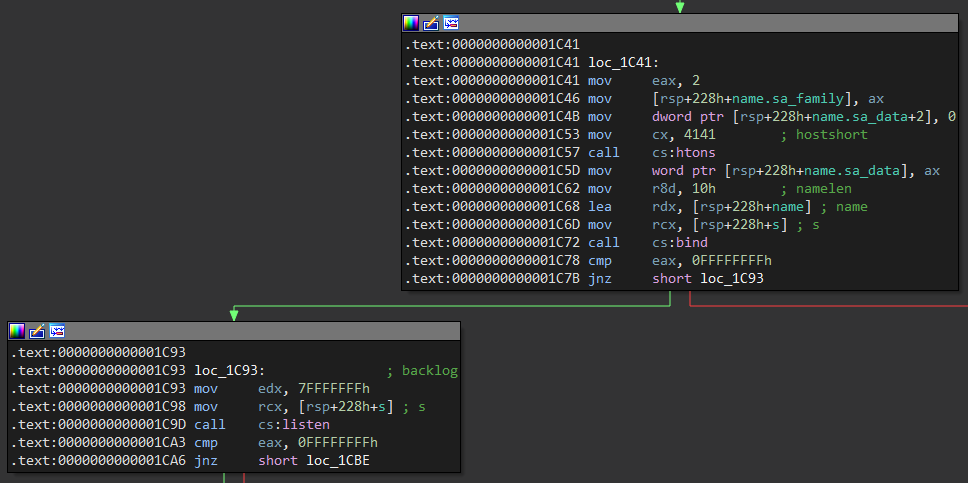 .text:0000000000001C41
.text:0000000000001C41 loc_1C41:
.text:0000000000001C41 mov eax, 2
.text:0000000000001C46 mov [rsp+228h+name.sa_family], ax
.text:0000000000001C4B mov dword ptr [rsp+228h+name.sa_data+2], 0
.text:0000000000001C53 mov cx, 4141 ; hostshort
.text:0000000000001C57 call cs:htons
.text:0000000000001C5D mov word ptr [rsp+228h+name.sa_data], ax
.text:0000000000001C62 mov r8d, 10h ; namelen
.text:0000000000001C68 lea rdx, [rsp+228h+name] ; name
.text:0000000000001C6D mov rcx, [rsp+228h+s] ; s
.text:0000000000001C72 call cs:bind
.text:0000000000001C78 cmp eax, 0FFFFFFFFh
.text:0000000000001C7B jnz short loc_1C93
.text:0000000000001C93
.text:0000000000001C93 loc_1C93: ; backlog
.text:0000000000001C93 mov edx, 7FFFFFFFh
.text:0000000000001C98 mov rcx, [rsp+228h+s] ; s
.text:0000000000001C9D call cs:listen
.text:0000000000001CA3 cmp eax, 0FFFFFFFFh
.text:0000000000001CA6 jnz short loc_1CBE